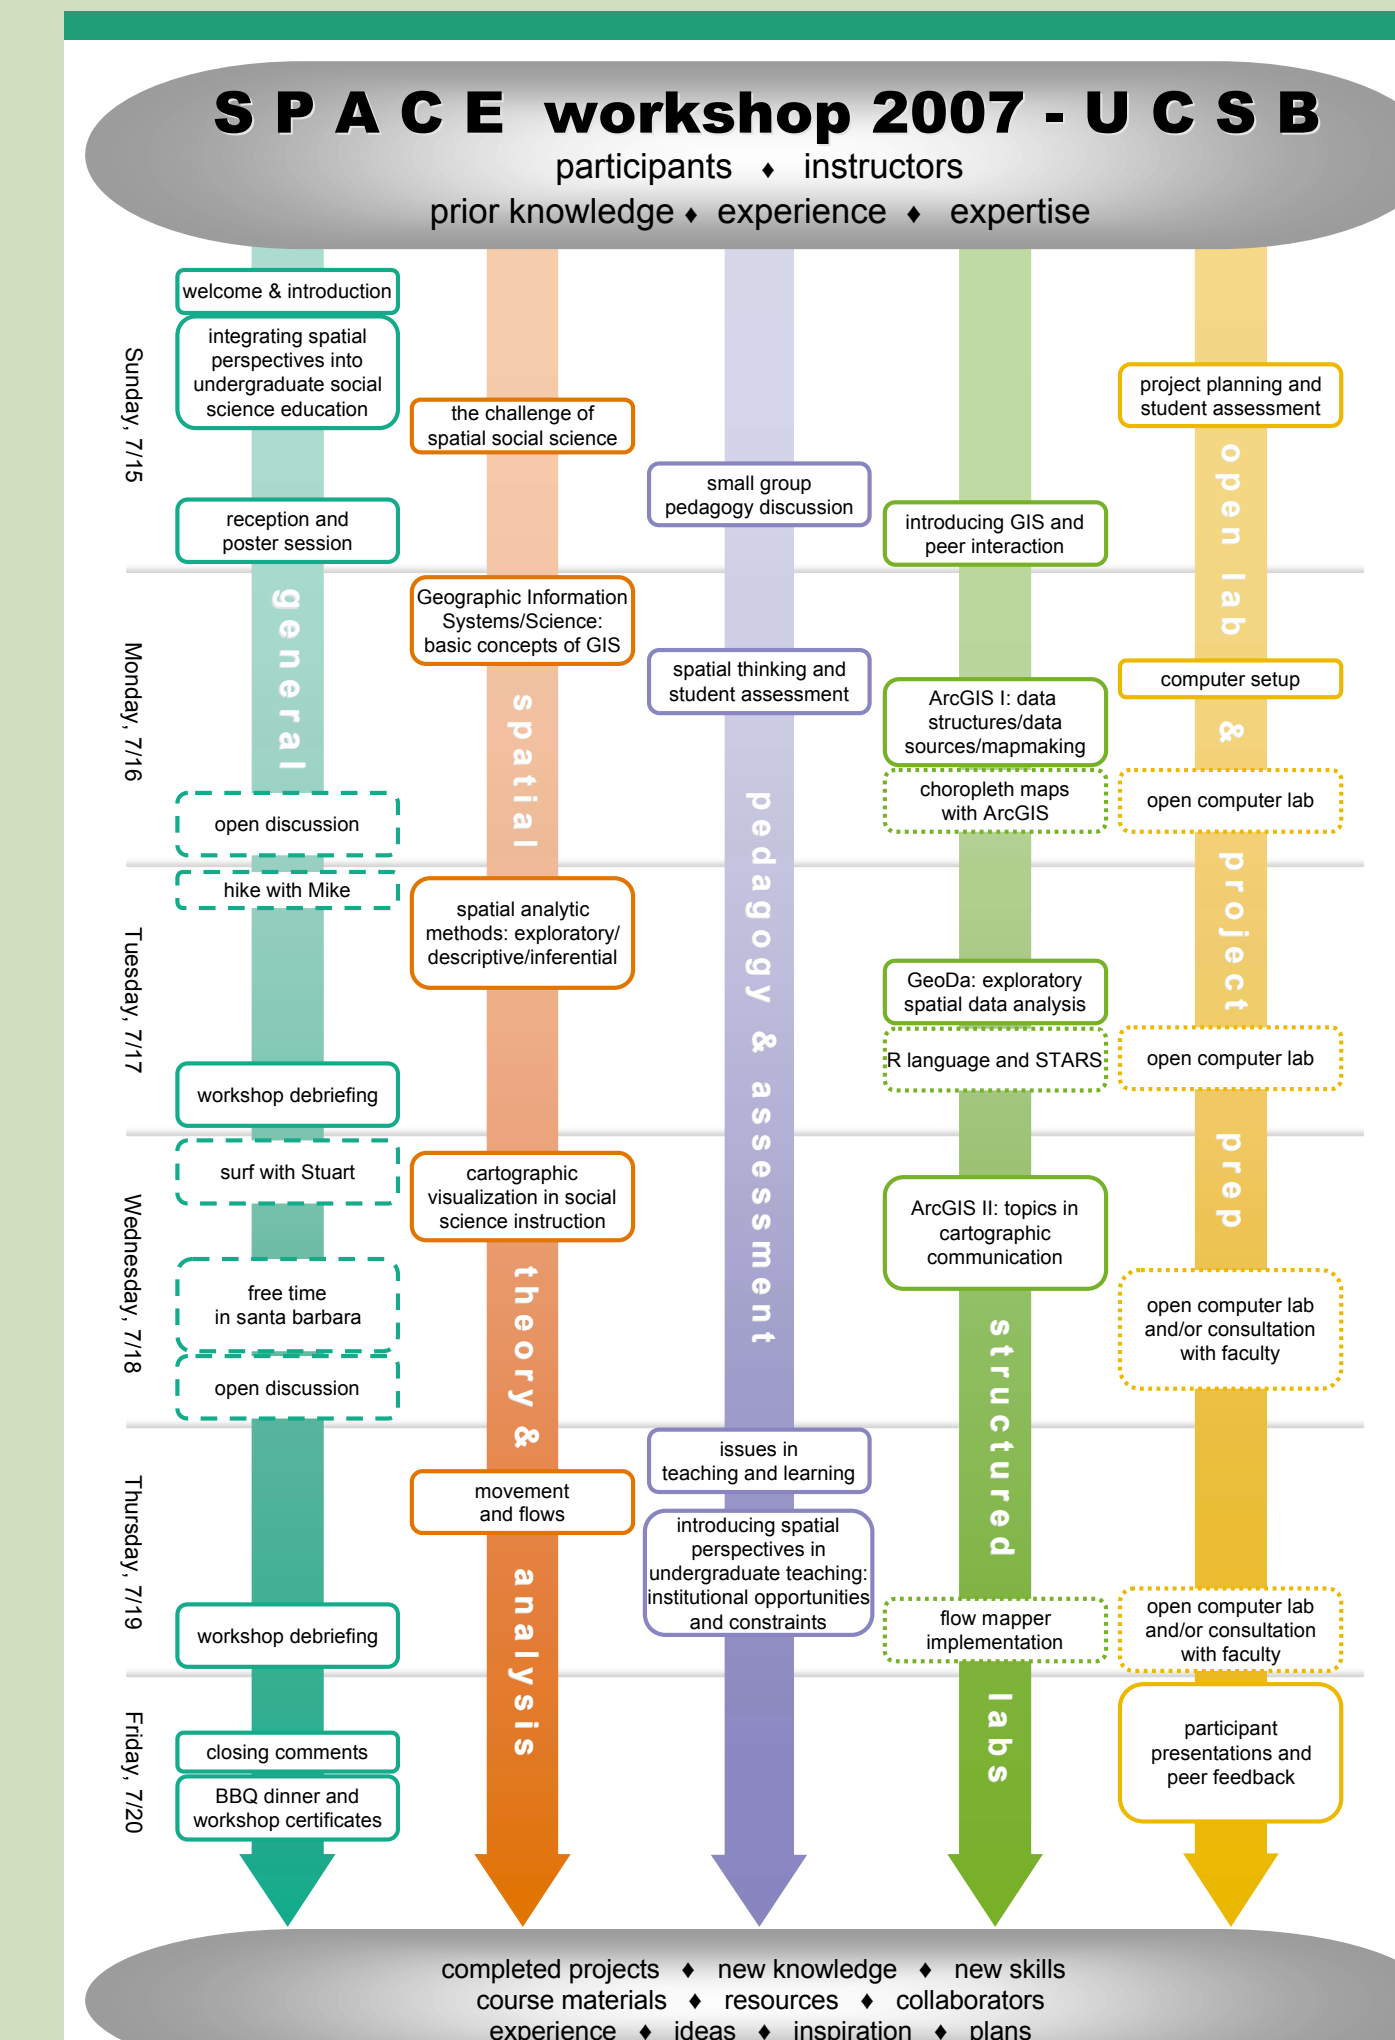 S P A C E workshop 2007 - U C S B
participants ♦ instructors
prior knowledge ♦ experience ♦ expertise
Sunday, 7/15
welcome & introduction
integrating spatial
perspectives into
undergraduate social
science education
the challenge of
spatial social science
project planning and
student assessment
small group
pedagogy discussion
reception and
poster session
introducing GIS and
peer interaction
Monday, 7/16
Geographic Information
Systems/Science:
basic concepts of GIS
spatial thinking and
student assessment
ArcGIS I: data
structures/data
sources/mapmaking
computer setup
choropleth maps
with ArcGIS
open computer lab
open discussion
Tuesday, 7/17
hike with Mike
spatial analytic
methods: exploratory/
descriptive/inferential
GeoDa: exploratory
spatial data analysis
R language and STARS
open computer lab
workshop debriefing
Wednesday, 7/18
surf with Stuart
cartographic
visualization in social
science instruction
ArcGIS II: topics in
cartographic
communication
free time
in santa barbara
open computer lab
and/or consultation
with faculty
open discussion
Thursday, 7/19
issues in
teaching and learning
movement
and flows
introducing spatial
perspectives in
undergraduate teaching:
institutional opportunities
and constraints
flow mapper
implementation
open computer lab
and/or consultation
with faculty
workshop debriefing
Friday, 7/20
participant
presentations and
peer feedback
closing comments
BBQ dinner and
workshop certificates
general
spatial theory & analysis
pedagogy & assessment
structured labs
open lab & project prep
completed projects ♦ new knowledge ♦ new skills
course materials ♦ resources ♦ collaborators
experience ♦ ideas ♦ inspiration ♦ plans